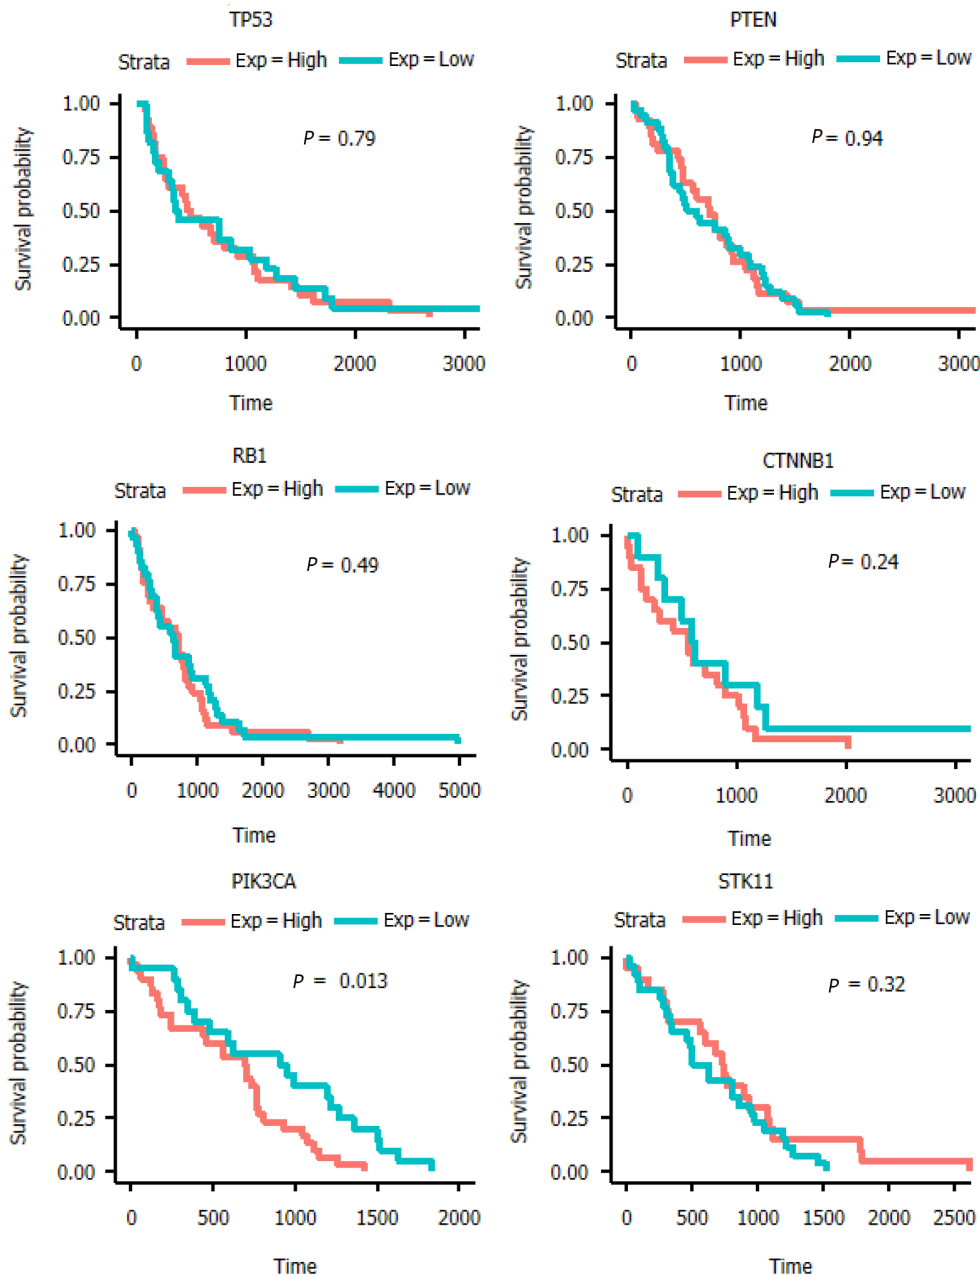 TP53
Strata Exp = High Exp = Low
Survival probability
1.00
0.75
0.50
0.25
0.00
P = 0.79
0 1000 2000 3000
Time
PTEN
Strata Exp = High Exp = Low
Survival probability
1.00
0.75
0.50
0.25
0.00
P = 0.94
0 1000 2000 3000
Time
RB1
Strata Exp = High Exp = Low
Survival probability
1.00
0.75
0.50
0.25
0.00
P = 0.49
0 1000 2000 3000 4000 5000
Time
CTNNB1
Strata Exp = High Exp = Low
Survival probability
1.00
0.75
0.50
0.25
0.00
P = 0.24
0 1000 2000 3000
Time
PIK3CA
Strata Exp = High Exp = Low
Survival probability
1.00
0.75
0.50
0.25
0.00
P = 0.013
0 500 1000 1500 2000
Time
STK11
Strata Exp = High Exp = Low
Survival probability
1.00
0.75
0.50
0.25
0.00
P = 0.32
0 500 1000 1500 2000 2500
Time